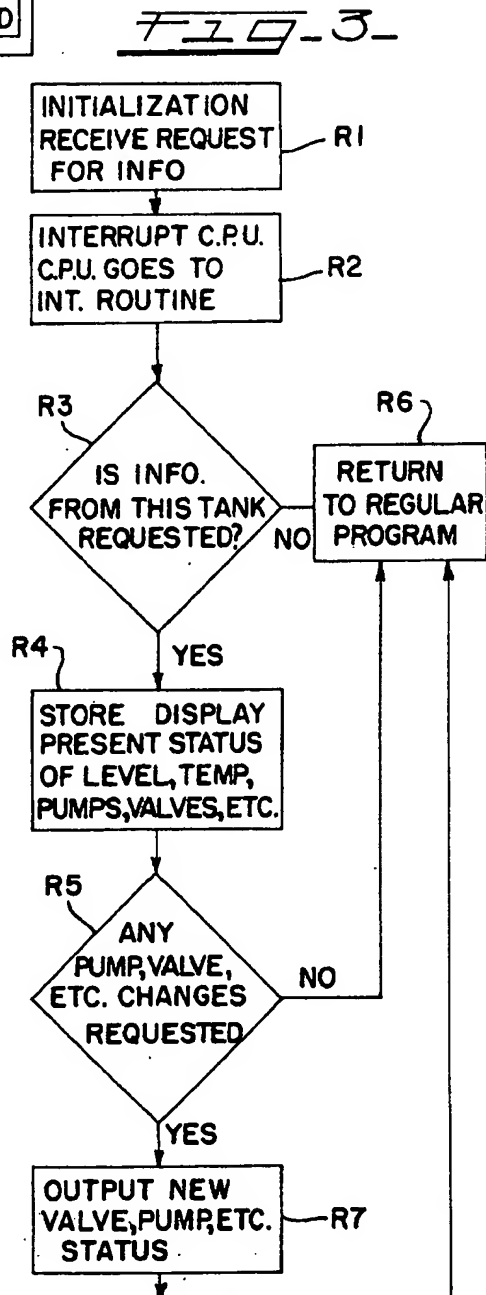 D
Fig-3-
INITIALIZATION
RECEIVE REQUEST
FOR INFO
R1
INTERRUPT C.P.U.
C.P.U. GOES TO
INT. ROUTINE
R2
R3
IS INFO.
FROM THIS TANK
REQUESTED?
NO
R6
RETURN
TO REGULAR
PROGRAM
YES
R4
STORE DISPLAY
PRESENT STATUS
OF LEVEL, TEMP,
PUMPS, VALVES, ETC.
R5
ANY
PUMP, VALVE,
ETC. CHANGES
REQUESTED
NO
YES
OUTPUT NEW
VALVE, PUMP, ETC.
STATUS
R7